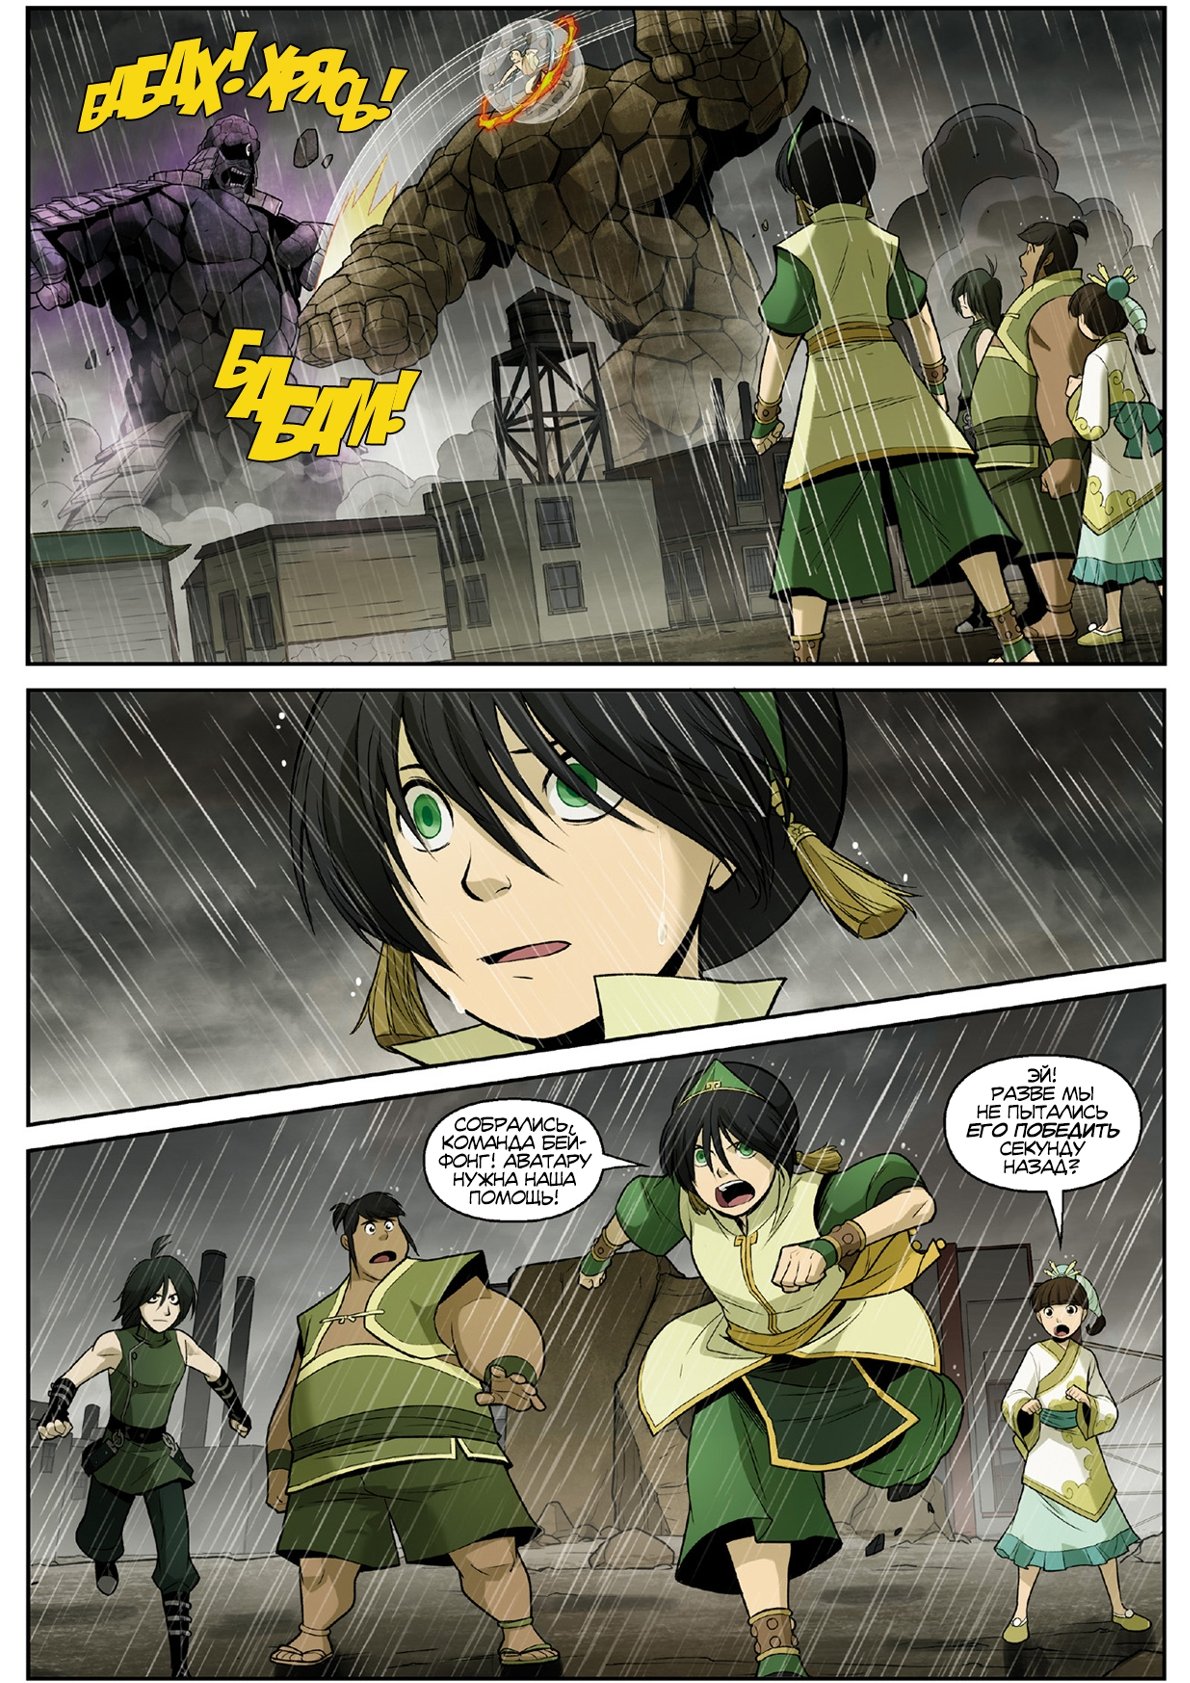 БАБАХ! ХРЯСЬ!
БАБАМ!
СОБРАЛИСЬ,
КОМАНДА БЕЙ-
ФОНГ! АВАТАРУ
НУЖНА НАША
ПОМОЩЬ!
ЭЙ!
РАЗВЕ МЫ
НЕ ПЫТАЛИСЬ
ЕГО ПОБЕДИТЬ
СЕКУНДУ
НАЗАД?